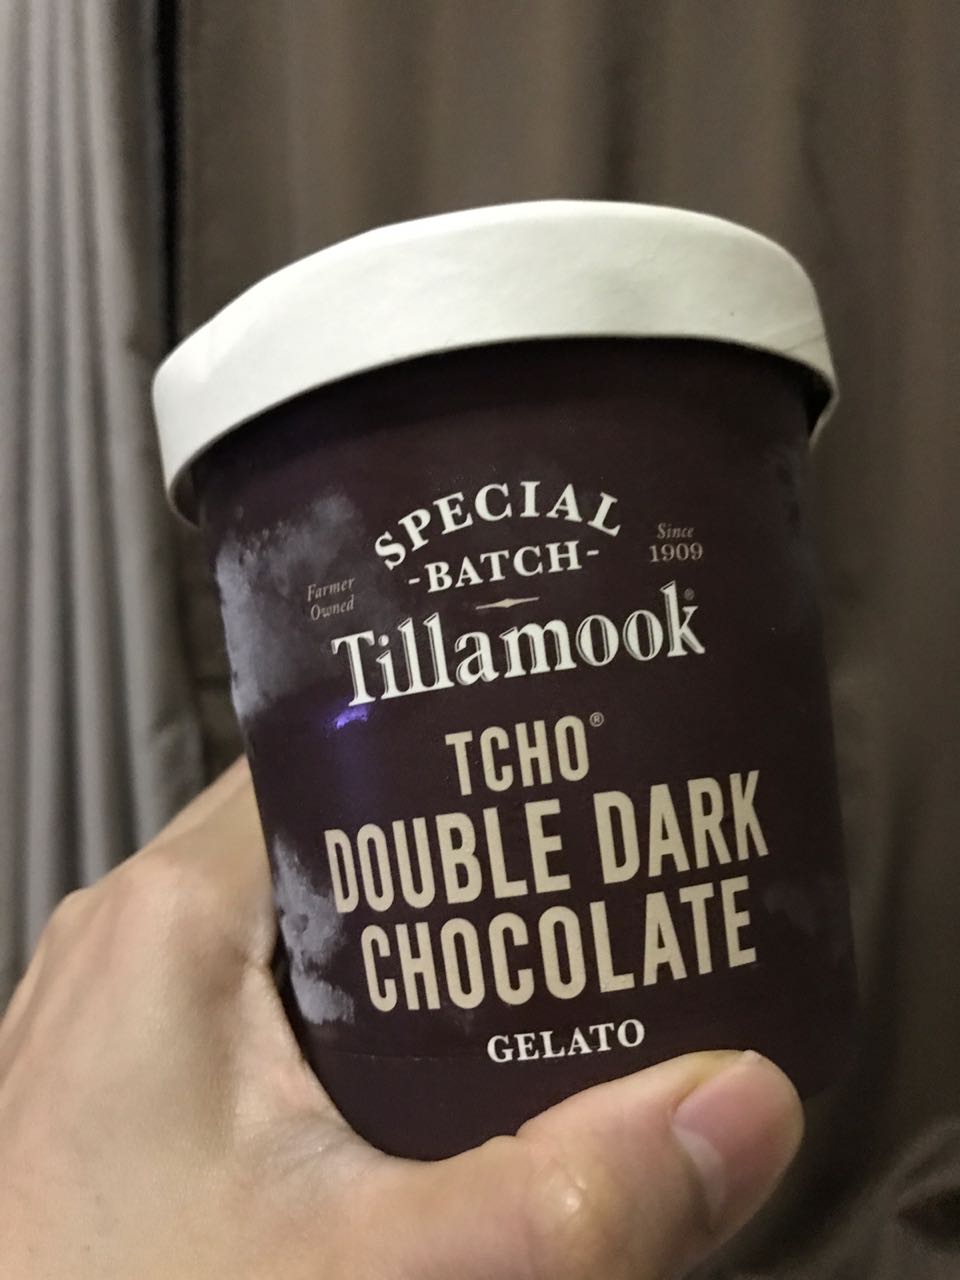 SPECIAL
-BATCH-
Farmer
Owned
Since
1909
Tillamook®
TCHO®
DOUBLE DARK
CHOCOLATE
GELATO